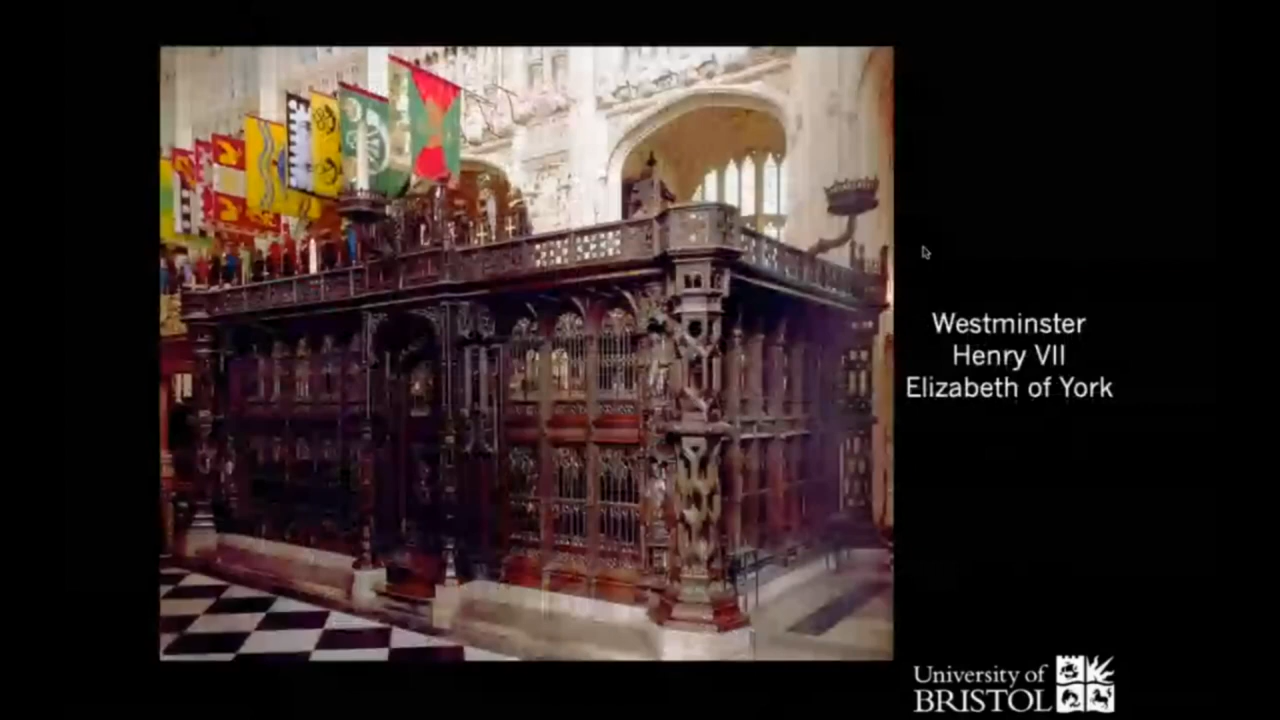 Westminster
Henry VII
Elizabeth of York
University of
BRISTOL